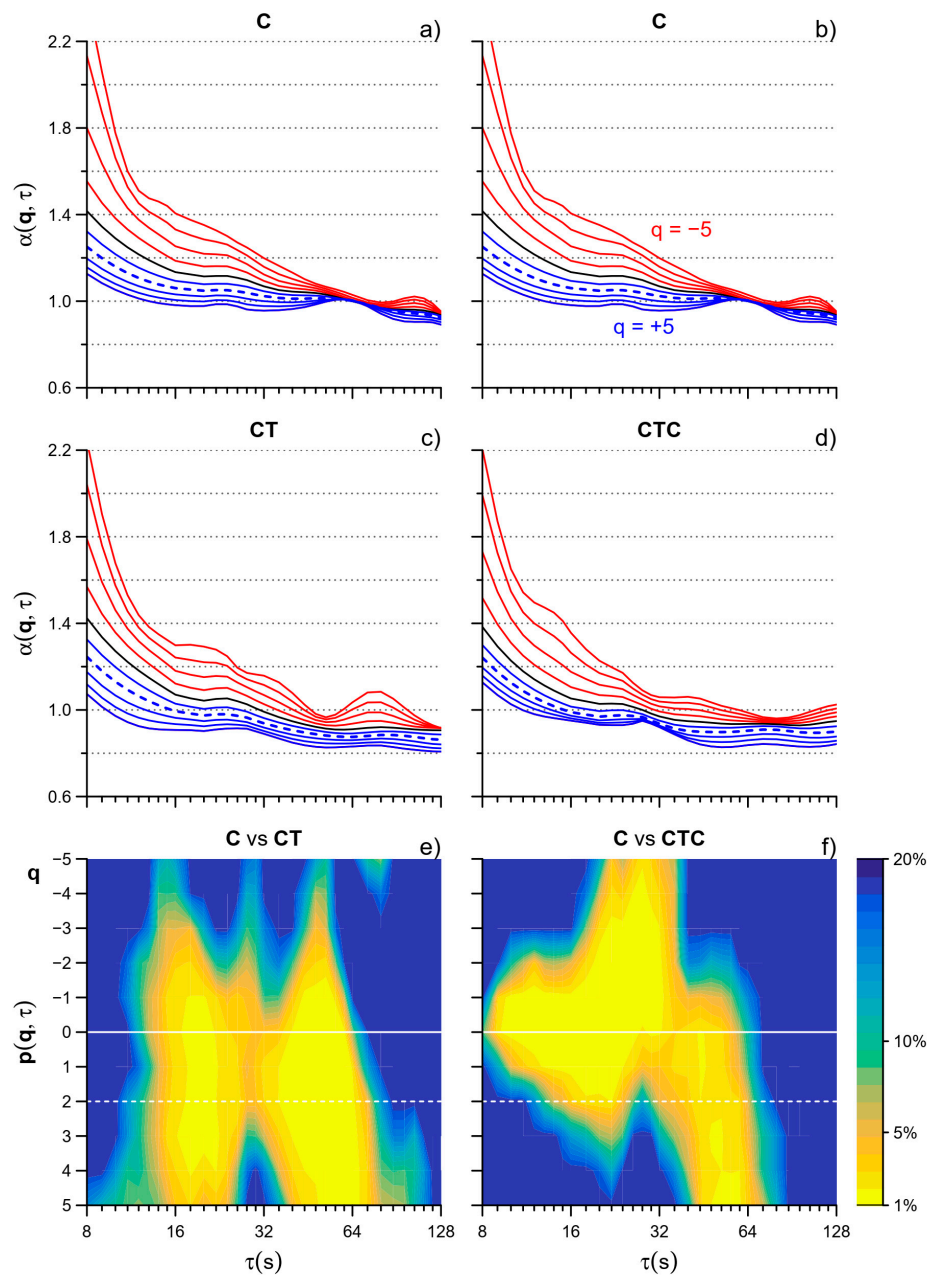 C
a)
C
b)
2.2
1.8
1.4
1.0
0.6
α(q, τ)
q = −5
q = +5
CT
c)
CTC
d)
2.2
1.8
1.4
1.0
0.6
α(q, τ)
C vs CT
e)
C vs CTC
f)
q
−5
−4
−3
−2
−1
0
1
2
3
4
5
p(q, τ)
20%
10%
5%
1%
8 16 32 64 128
8 16 32 64 128
τ(s)
τ(s)